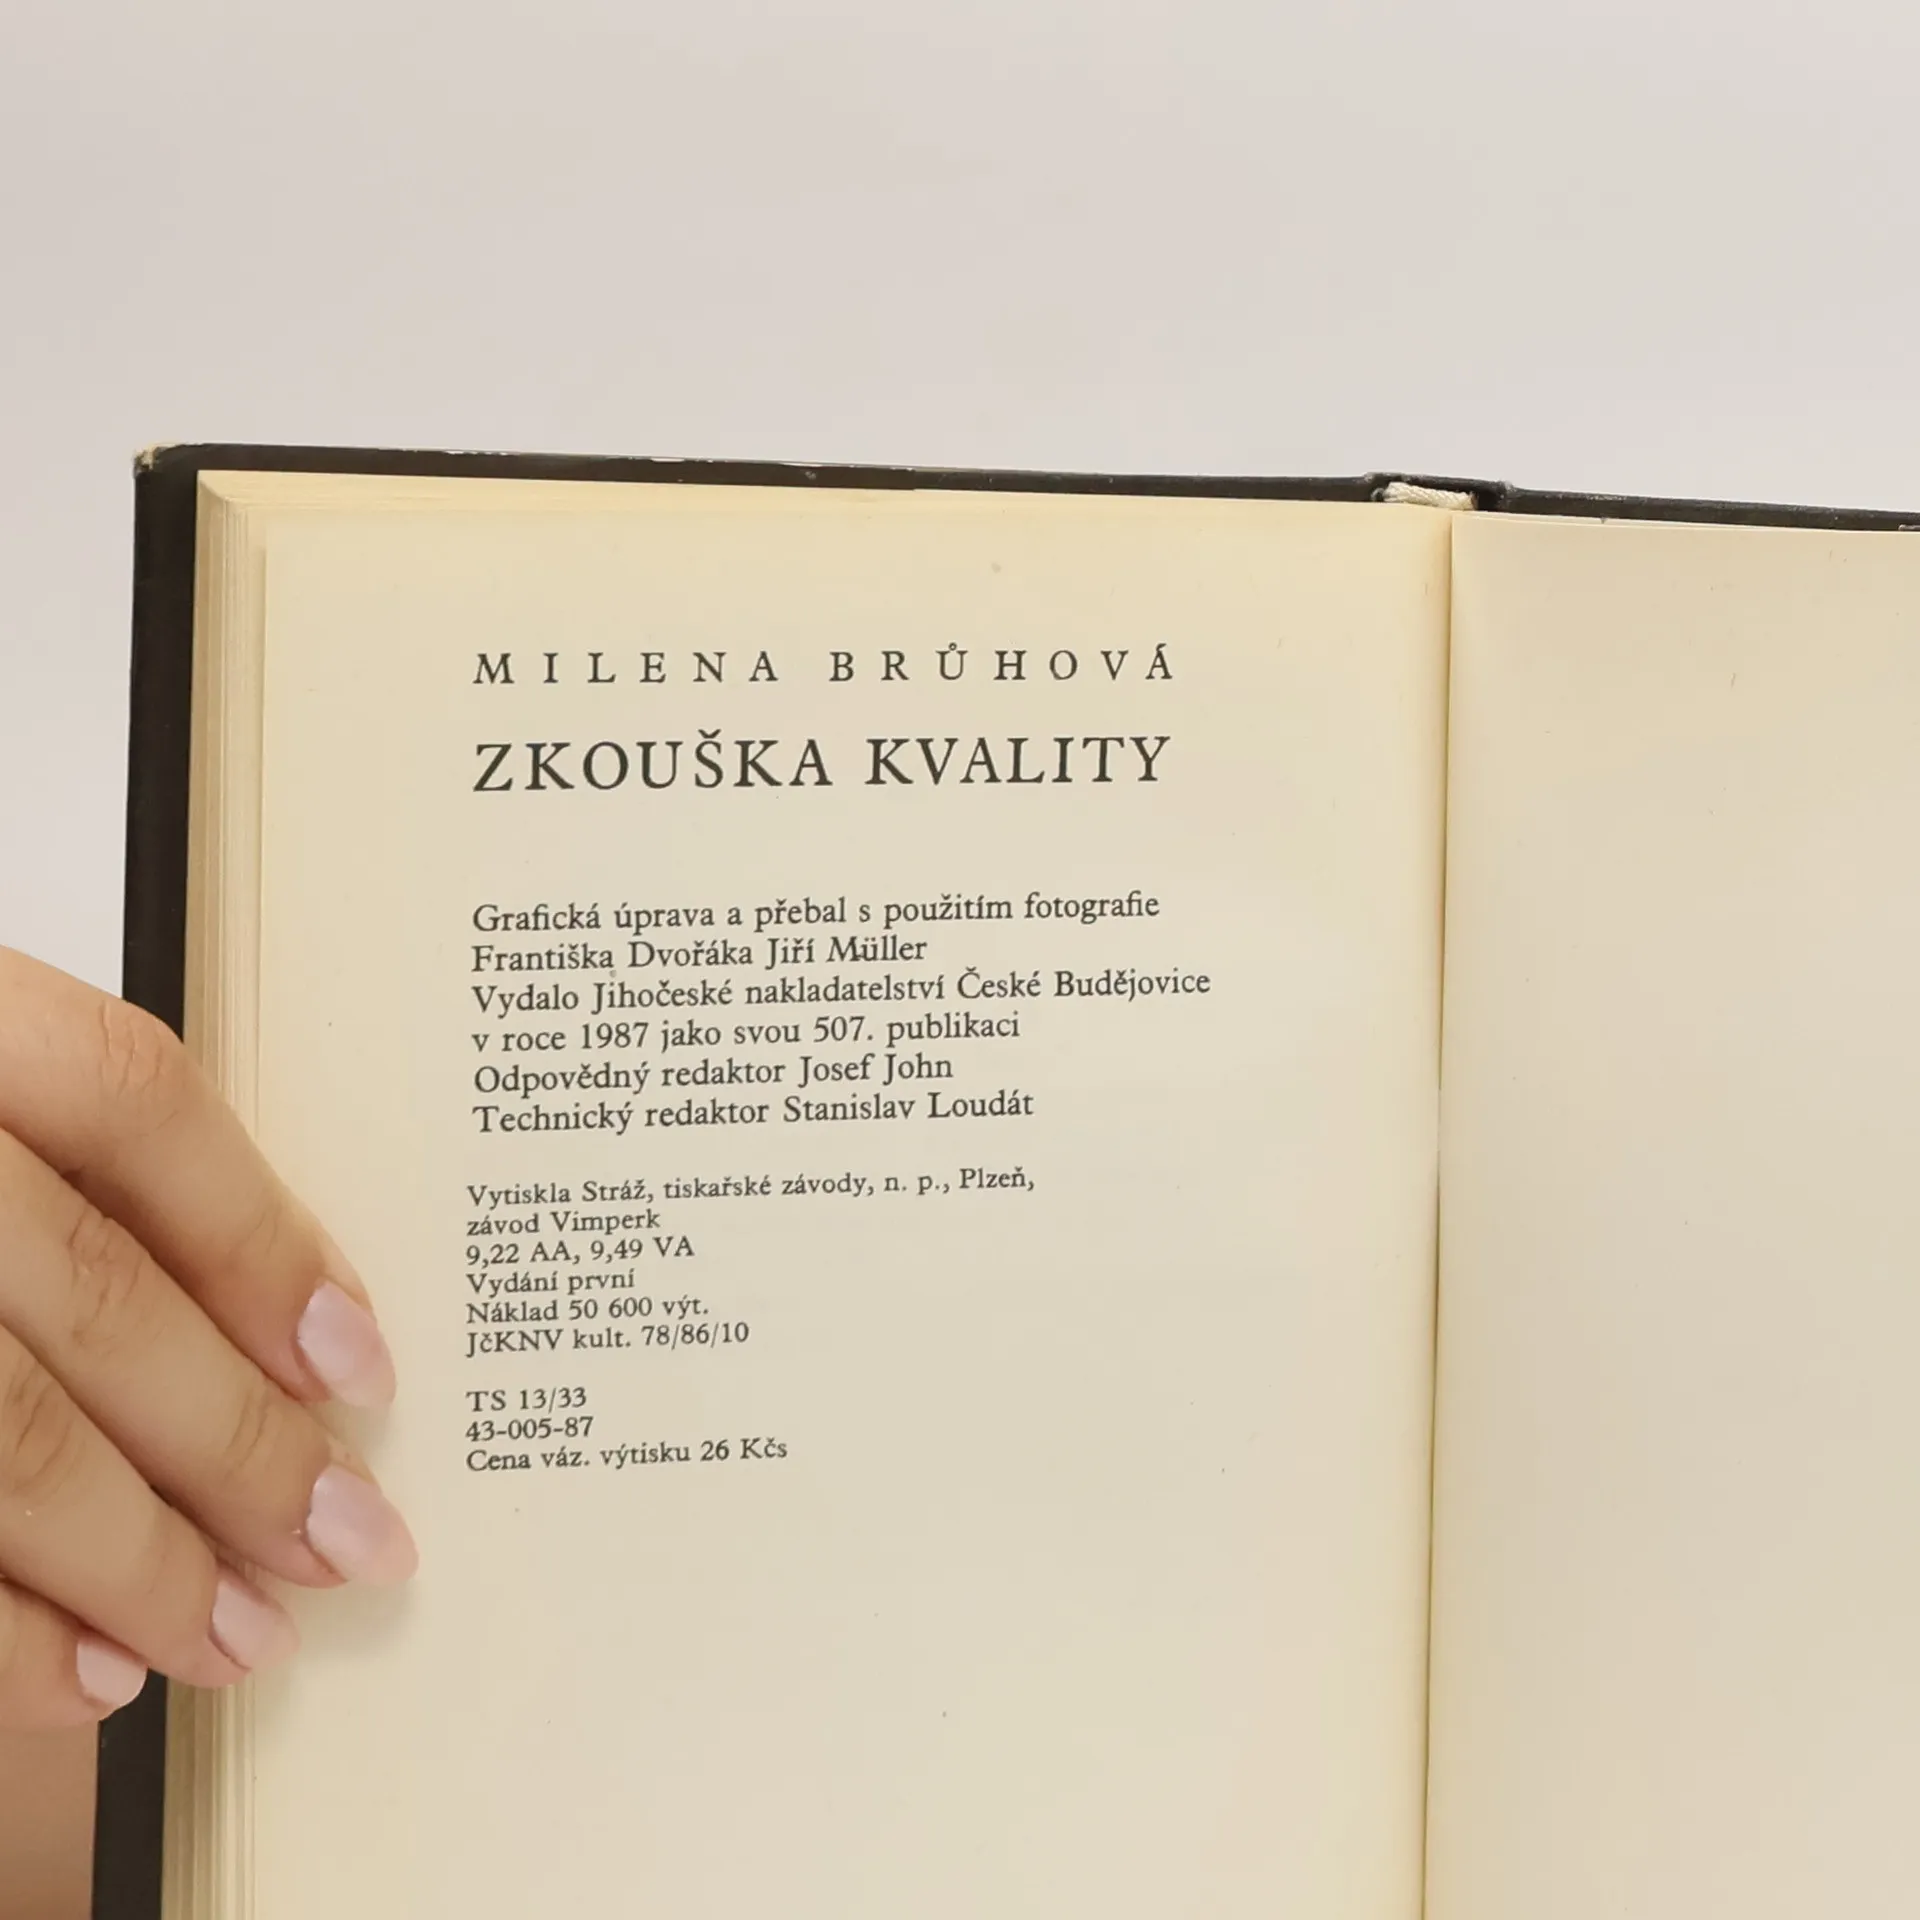 MILENA BRŮHOVÁ
ZKOUŠKA KVALITY
Grafická úprava a přebal s použitím fotografie
Františka Dvořáka Jiří Müller
Vydalo Jihočeské nakladatelství České Budějovice
v roce 1987 jako svou 507. publikaci
Odpovědný redaktor Josef John
Technický redaktor Stanislav Loudát
Vytiskla Stráž, tiskařské závody, n. p., Plzeň,
závod Vimperk
9,22 AA, 9,49 VA
Vydání první
Náklad 50 600 výt.
JčKNV kult. 78/86/10
TS 13/33
43-005-87
Cena váz. výtisku 26 Kčs